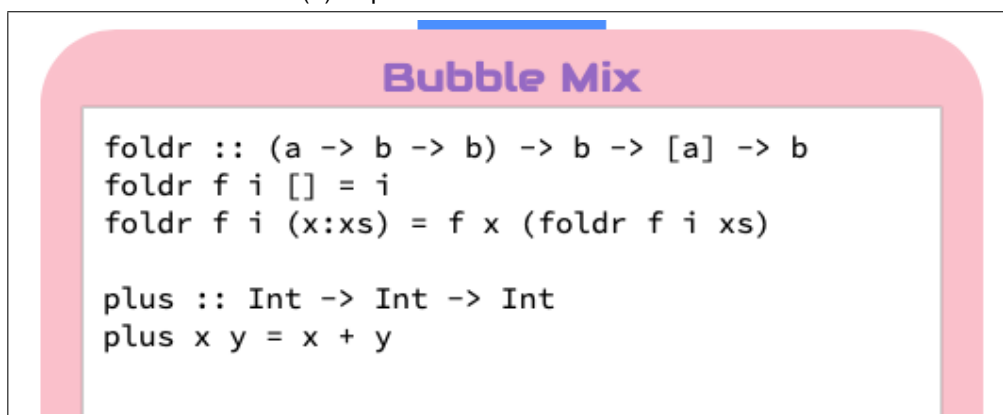 Bubble Mix
foldr :: (a -> b -> b) -> b -> [a] -> b
foldr f i [] = i
foldr f i (x:xs) = f x (foldr f i xs)
plus :: Int -> Int -> Int
plus x y = x + y